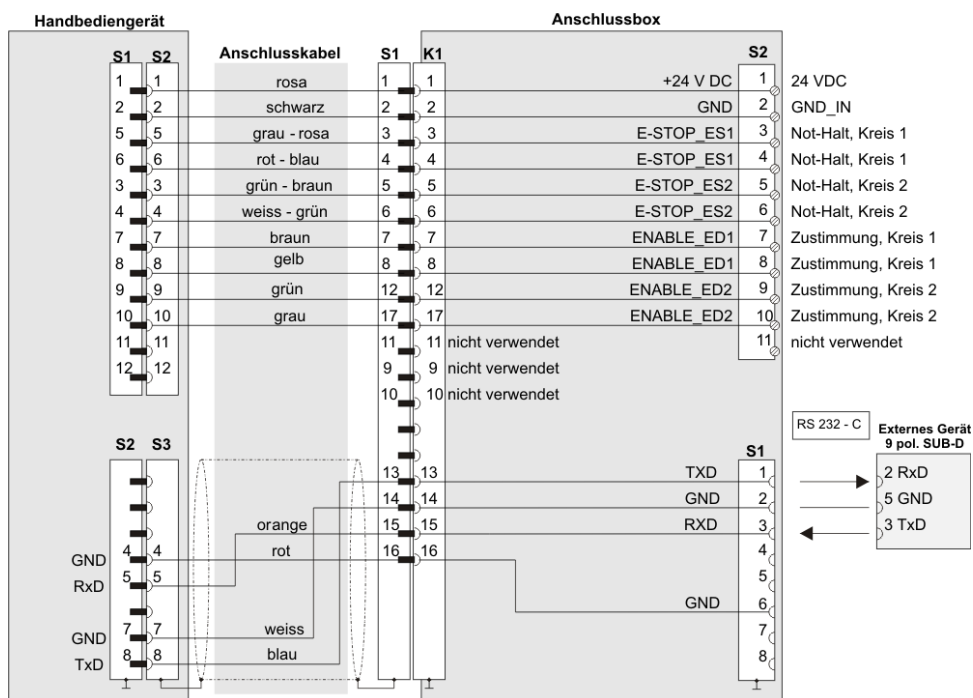 Handbediengerät Anschlussbox
S1 S2 Anschlusskabel S1 K1 S2
1 1 rosa 1 1 +24 V DC 1 24 VDC
2 2 schwarz 2 2 GND 2 GND_IN
5 5 grau - rosa 3 3 E-STOP_ES1 3 Not-Halt, Kreis 1
6 6 rot - blau 4 4 E-STOP_ES1 4 Not-Halt, Kreis 1
3 3 grün - braun 5 5 E-STOP_ES2 5 Not-Halt, Kreis 2
4 4 weiss - grün 6 6 E-STOP_ES2 6 Not-Halt, Kreis 2
7 7 braun 7 7 ENABLE_ED1 7 Zustimmung, Kreis 1
8 8 gelb 8 8 ENABLE_ED1 8 Zustimmung, Kreis 1
9 9 grün 12 12 ENABLE_ED2 9 Zustimmung, Kreis 2
10 10 grau 17 17 ENABLE_ED2 10 Zustimmung, Kreis 2
11 11 11 11 nicht verwendet 11 nicht verwendet
12 12 9 9 nicht verwendet
10 10 nicht verwendet
RS 232 - C Externes Gerät
9 pol. SUB-D
S2 S3 S1
13 13 TXD 1 2 RxD
14 14 GND 2 5 GND
orange 15 15 RXD 3 3 TxD
GND 4 4 rot 16 16 4
RxD 5 5 5
GND 6
GND 7 7 weiss 7
TxD 8 8 blau 8